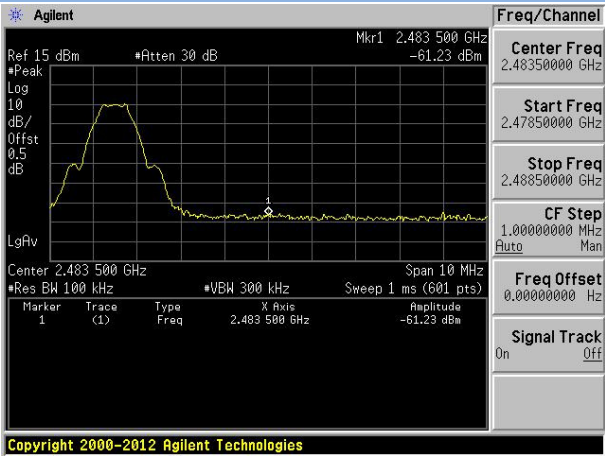 Agilent
Freq/Channel
Mkr1 2.483 500 GHz
Ref 15 dBm #Atten 30 dB -61.23 dBm
#Peak
Log
10
dB/
Offst
0.5
dB
1
LgAv
Center 2.483 500 GHz Span 10 MHz
#Res BW 100 kHz #VBW 300 kHz Sweep 1 ms (601 pts)
Marker Trace Type X Axis Amplitude
1 (1) Freq 2.483 500 GHz -61.23 dBm
Center Freq
2.48350000 GHz
Start Freq
2.47850000 GHz
Stop Freq
2.48850000 GHz
CF Step
1.00000000 MHz
Auto Man
Freq Offset
0.00000000 Hz
Signal Track
On Off
Copyright 2000-2012 Agilent Technologies